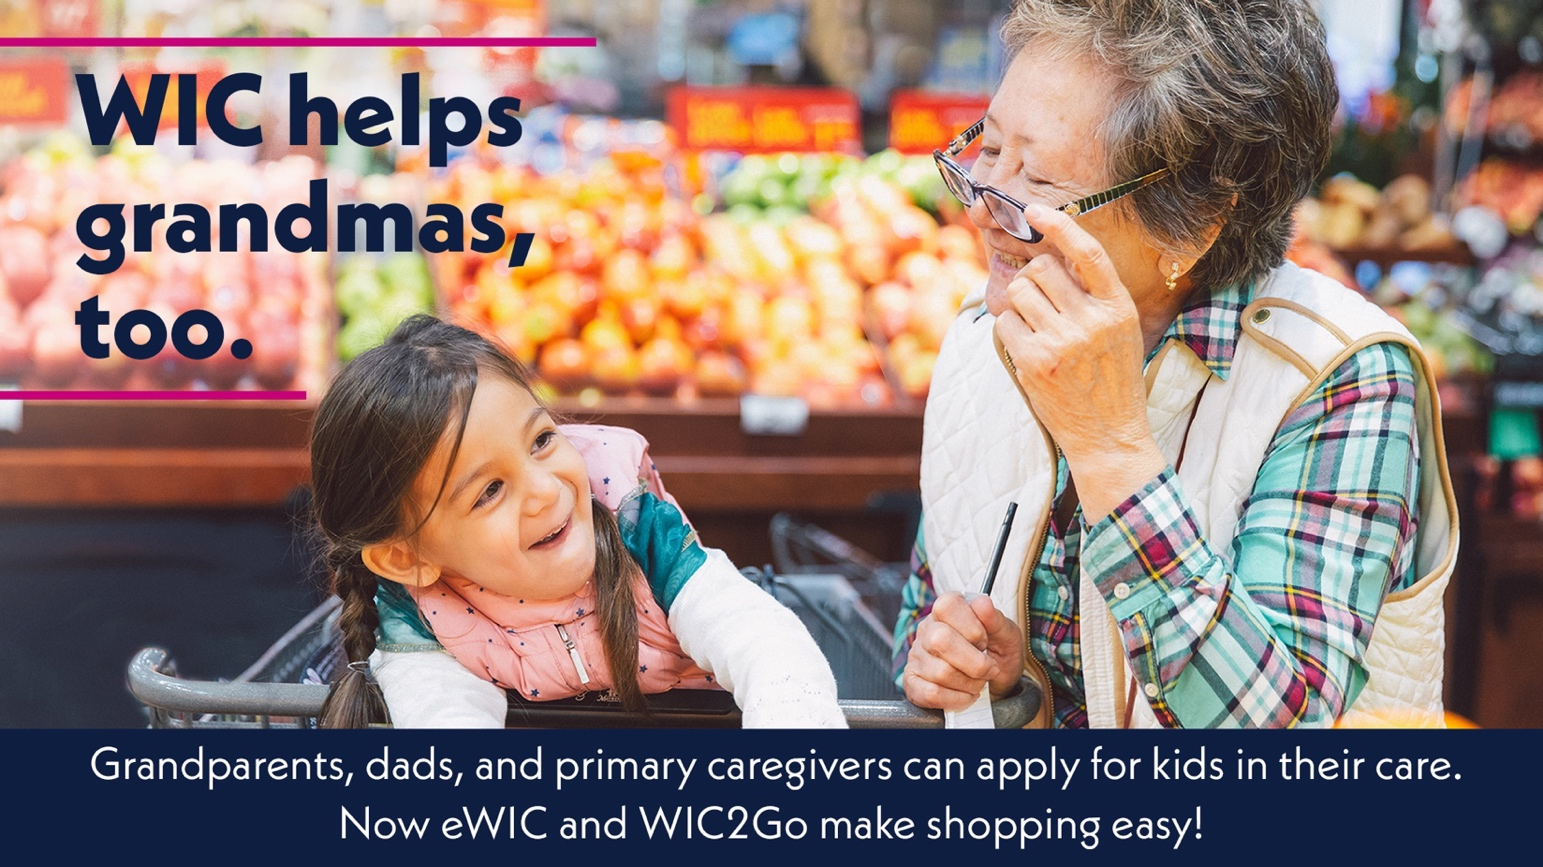 WIC helps
grandmas,
too.
Grandparents, dads, and primary caregivers can apply for kids in their care.
Now eWIC and WIC2Go make shopping easy!